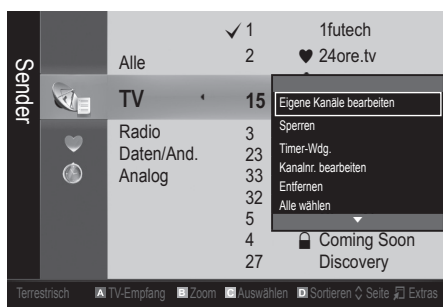 Sender
Alle
TV
Radio
Daten/And.
Analog
1 1futech
2 24ore.tv
15
3
23
33
32
5
4 Coming Soon
27 Discovery
Eigene Kanäle bearbeiten
Sperren
Timer-Wdg.
Kanalnr. bearbeiten
Entfernen
Alle wählen
Terrestrisch A TV-Empfang B Zoom C Auswählen D Sortieren Seite Extras